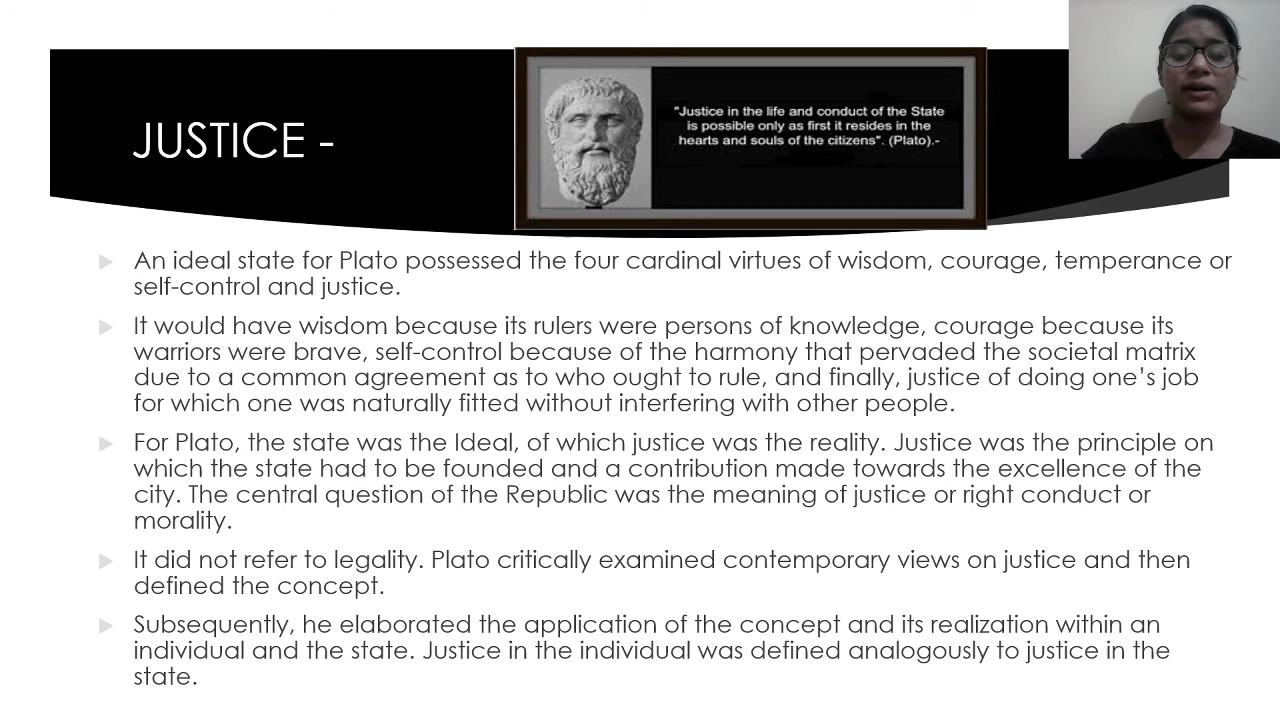 JUSTICE -
"Justice in the life and conduct of the State
is possible only as first it resides in the
hearts and souls of the citizens". (Plato).-
An ideal state for Plato possessed the four cardinal virtues of wisdom, courage, temperance or
self-control and justice.
It would have wisdom because its rulers were persons of knowledge, courage because its
warriors were brave, self-control because of the harmony that pervaded the societal matrix
due to a common agreement as to who ought to rule, and finally, justice of doing one's job
for which one was naturally fitted without interfering with other people.
For Plato, the state was the Ideal, of which justice was the reality. Justice was the principle on
which the state had to be founded and a contribution made towards the excellence of the
city. The central question of the Republic was the meaning of justice or right conduct or
morality.
It did not refer to legality. Plato critically examined contemporary views on justice and then
defined the concept.
Subsequently, he elaborated the application of the concept and its realization within an
individual and the state. Justice in the individual was defined analogously to justice in the
state.